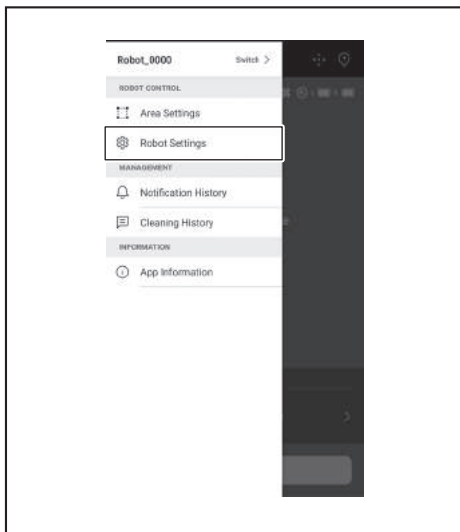 Robot_0000 Switch >
ROBOT CONTROL
Area Settings
Robot Settings
MANAGEMENT
Notification History
Cleaning History
INFORMATION
App Information